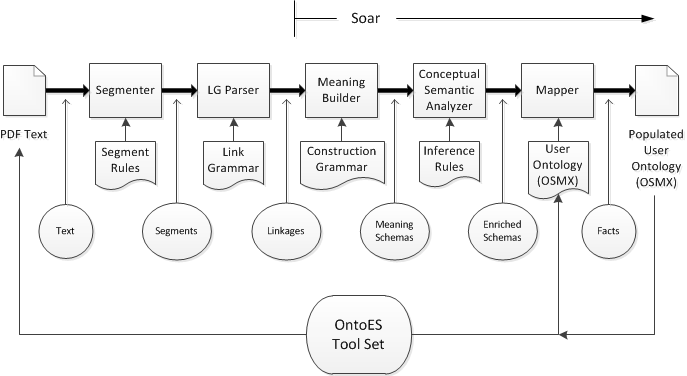 Soar
Segmenter
LG Parser
Meaning
Builder
Conceptual
Semantic
Analyzer
Mapper
PDF Text
Segment
Rules
Link
Grammar
Construction
Grammar
Inference
Rules
User
Ontology
(OSMX)
Populated
User
Ontology
(OSMX)
Text
Segments
Linkages
Meaning
Schemas
Enriched
Schemas
Facts
OntoES
Tool Set